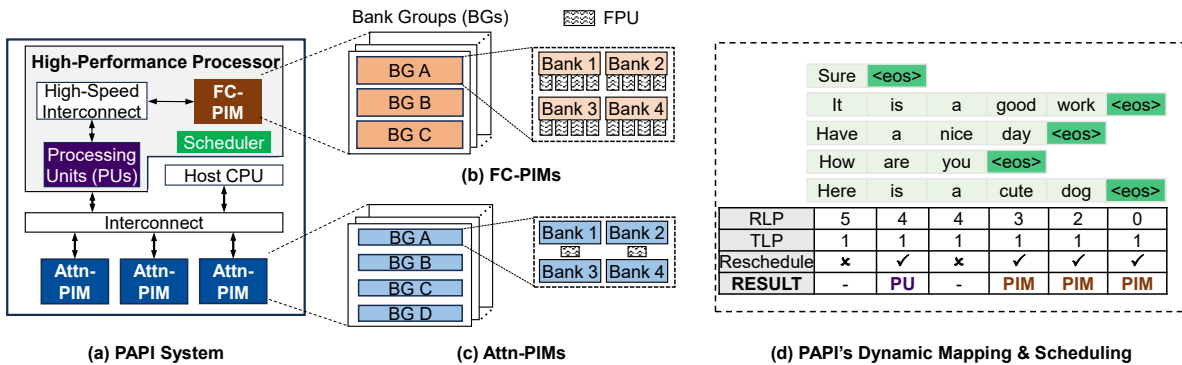 Bank Groups (BGs)
FPU
High-Performance Processor
High-Speed
Interconnect
FC-
PIM
Scheduler
Processing
Units (PUs)
Host CPU
Interconnect
Attn-
PIM
Attn-
PIM
Attn-
PIM
(a) PAPI System
BG A
BG B
BG C
Bank 1 Bank 2
Bank 3 Bank 4
(b) FC-PIMs
BG A
BG B
BG C
BG D
Bank 1 Bank 2
Bank 3 Bank 4
(c) Attn-PIMs
Sure <eos>
It is a good work <eos>
Have a nice day <eos>
How are you <eos>
Here is a cute dog <eos>
RLP 5 4 4 3 2 0
TLP 1 1 1 1 1 1
Reschedule ✗ ✓ ✗ ✓ ✓ ✓
RESULT - PU - PIM PIM PIM
(d) PAPI's Dynamic Mapping & Scheduling